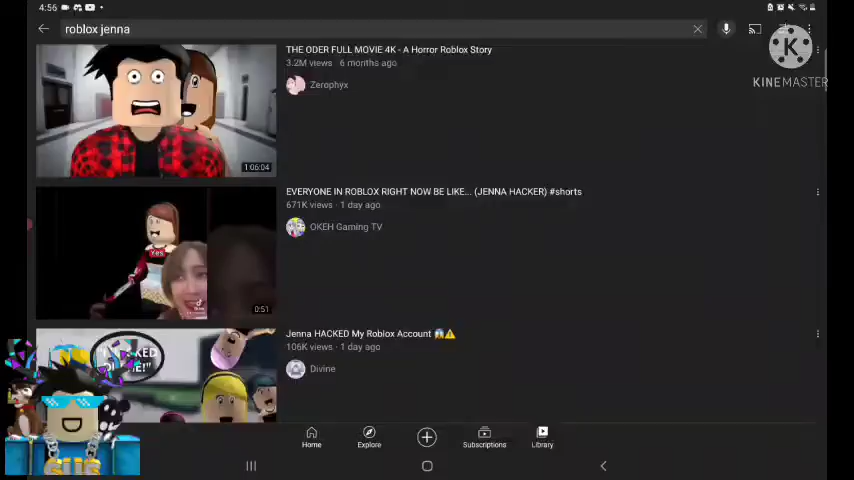 4:56
roblox jenna
K
KINEMASTER
THE ODER FULL MOVIE 4K - A Horror Roblox Story
3.2M views · 6 months ago
Zerophyx
1:06:04
EVERYONE IN ROBLOX RIGHT NOW BE LIKE... (JENNA HACKER) #shorts
671K views · 1 day ago
OKEH Gaming TV
Yes
0:51
Jenna HACKED My Roblox Account 😱⚠️
106K views · 1 day ago
Divine
Home
Explore
Subscriptions
Library